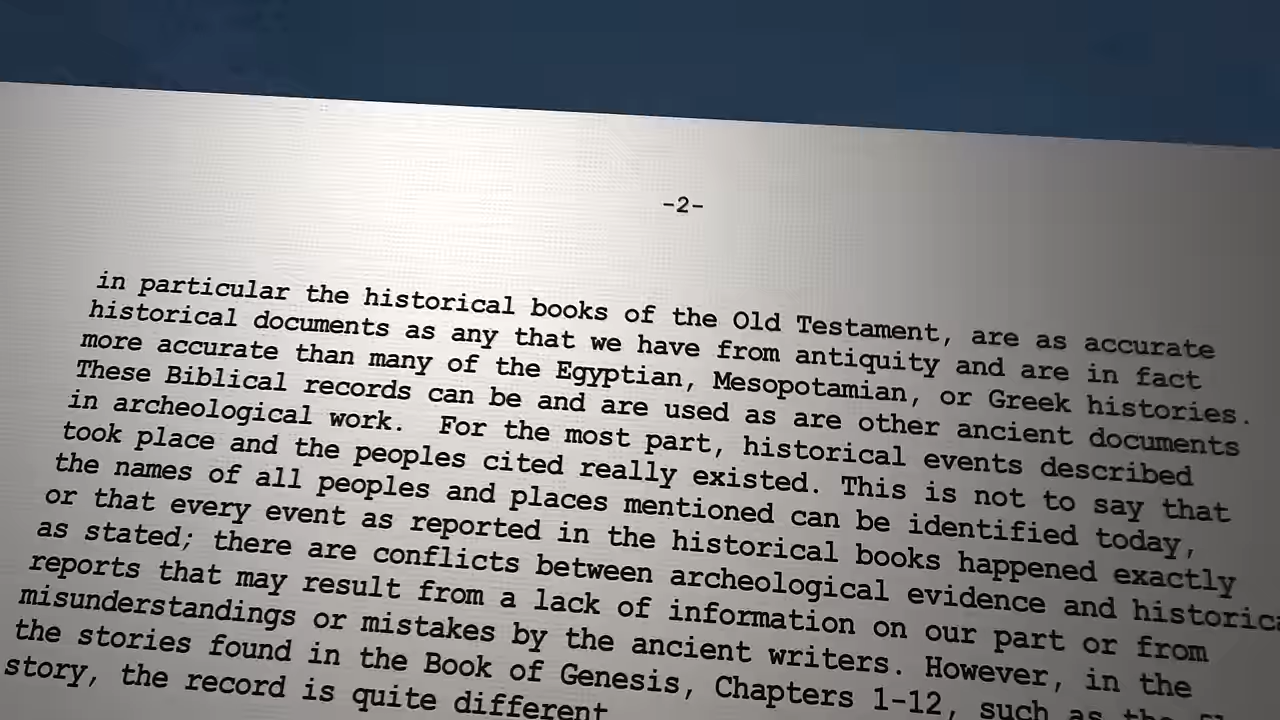 -2-
in particular the historical books of the Old Testament, are as accurate
historical documents as any that we have from antiquity and are in fact
more accurate than many of the Egyptian, Mesopotamian, or Greek histories.
These Biblical records can be and are used as are other ancient documents
in archeological work. For the most part, historical events described
took place and the peoples cited really existed. This is not to say that
the names of all peoples and places mentioned can be identified today,
or that every event as reported in the historical books happened exactly
as stated; there are conflicts between archeological evidence and
reports that may result from a lack of information on our part or from
misunderstandings or mistakes by the ancient writers. However, in the
the stories found in the Book of Genesis, Chapters 1-12, such as the
story, the record is quite different